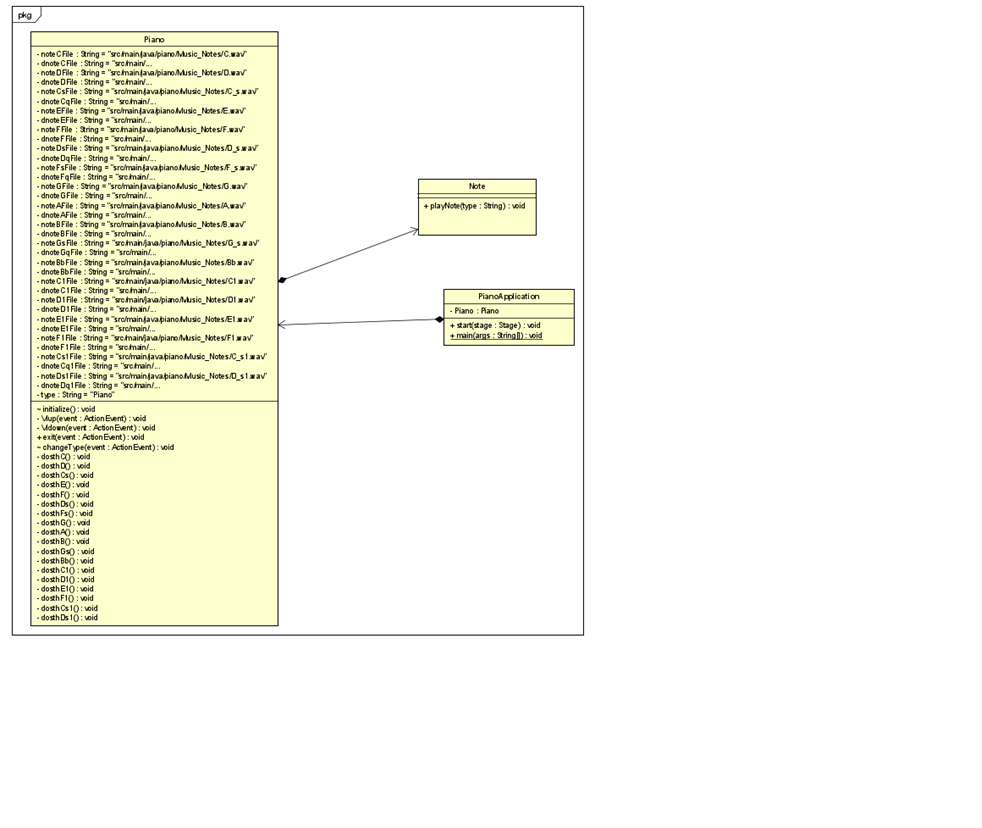 pkg
Piano
- noteCFile : String = "src/main/java/piano/Music_Notes/C.wav"
- dnoteCFile : String = "src/main/...
- noteDFile : String = "src/main/java/piano/Music_Notes/D.wav"
- dnoteDFile : String = "src/main/...
- noteCsFile : String = "src/main/java/piano/Music_Notes/C_s.wav"
- dnoteCqFile : String = "src/main/...
- noteEFile : String = "src/main/java/piano/Music_Notes/E.wav"
- dnoteEFile : String = "src/main/...
- noteFFile : String = "src/main/java/piano/Music_Notes/F.wav"
- dnoteFFile : String = "src/main/...
- noteDsFile : String = "src/main/java/piano/Music_Notes/D_s.wav"
- dnoteDqFile : String = "src/main/...
- noteFsFile : String = "src/main/java/piano/Music_Notes/F_s.wav"
- dnoteFqFile : String = "src/main/...
- noteGFile : String = "src/main/java/piano/Music_Notes/G.wav"
- dnoteGFile : String = "src/main/...
- noteAFile : String = "src/main/java/piano/Music_Notes/A.wav"
- dnoteAFile : String = "src/main/...
- noteBFile : String = "src/main/java/piano/Music_Notes/B.wav"
- dnoteBFile : String = "src/main/...
- noteGsFile : String = "src/main/java/piano/Music_Notes/G_s.wav"
- dnoteGqFile : String = "src/main/...
- noteBbFile : String = "src/main/java/piano/Music_Notes/Bb.wav"
- dnoteBbFile : String = "src/main/...
- noteC1File : String = "src/main/java/piano/Music_Notes/C1.wav"
- dnoteC1File : String = "src/main/...
- noteD1File : String = "src/main/java/piano/Music_Notes/D1.wav"
- dnoteD1File : String = "src/main/...
- noteE1File : String = "src/main/java/piano/Music_Notes/E1.wav"
- dnoteE1File : String = "src/main/...
- noteF1File : String = "src/main/java/piano/Music_Notes/F1.wav"
- dnoteF1File : String = "src/main/...
- noteCs1File : String = "src/main/java/piano/Music_Notes/C_s1.wav"
- dnoteCq1File : String = "src/main/...
- noteDs1File : String = "src/main/java/piano/Music_Notes/D_s1.wav"
- dnoteDq1File : String = "src/main/...
- type : String = "Piano"
~ initialize() : void
- Vlup(event : ActionEvent) : void
- Vldown(event : ActionEvent) : void
+ exit(event : ActionEvent) : void
~ changeType(event : ActionEvent) : void
- dosthC() : void
- dosthD() : void
- dosthCs() : void
- dosthE() : void
- dosthF() : void
- dosthDs() : void
- dosthFs() : void
- dosthG() : void
- dosthA() : void
- dosthB() : void
- dosthGs() : void
- dosthBb() : void
- dosthC1() : void
- dosthD1() : void
- dosthE1() : void
- dosthF1() : void
- dosthCs1() : void
- dosthDs1() : void
Note
+ playNote(type : String) : void
PianoApplication
- Piano : Piano
+ start(stage : Stage) : void
+ main(args : String[]) : void